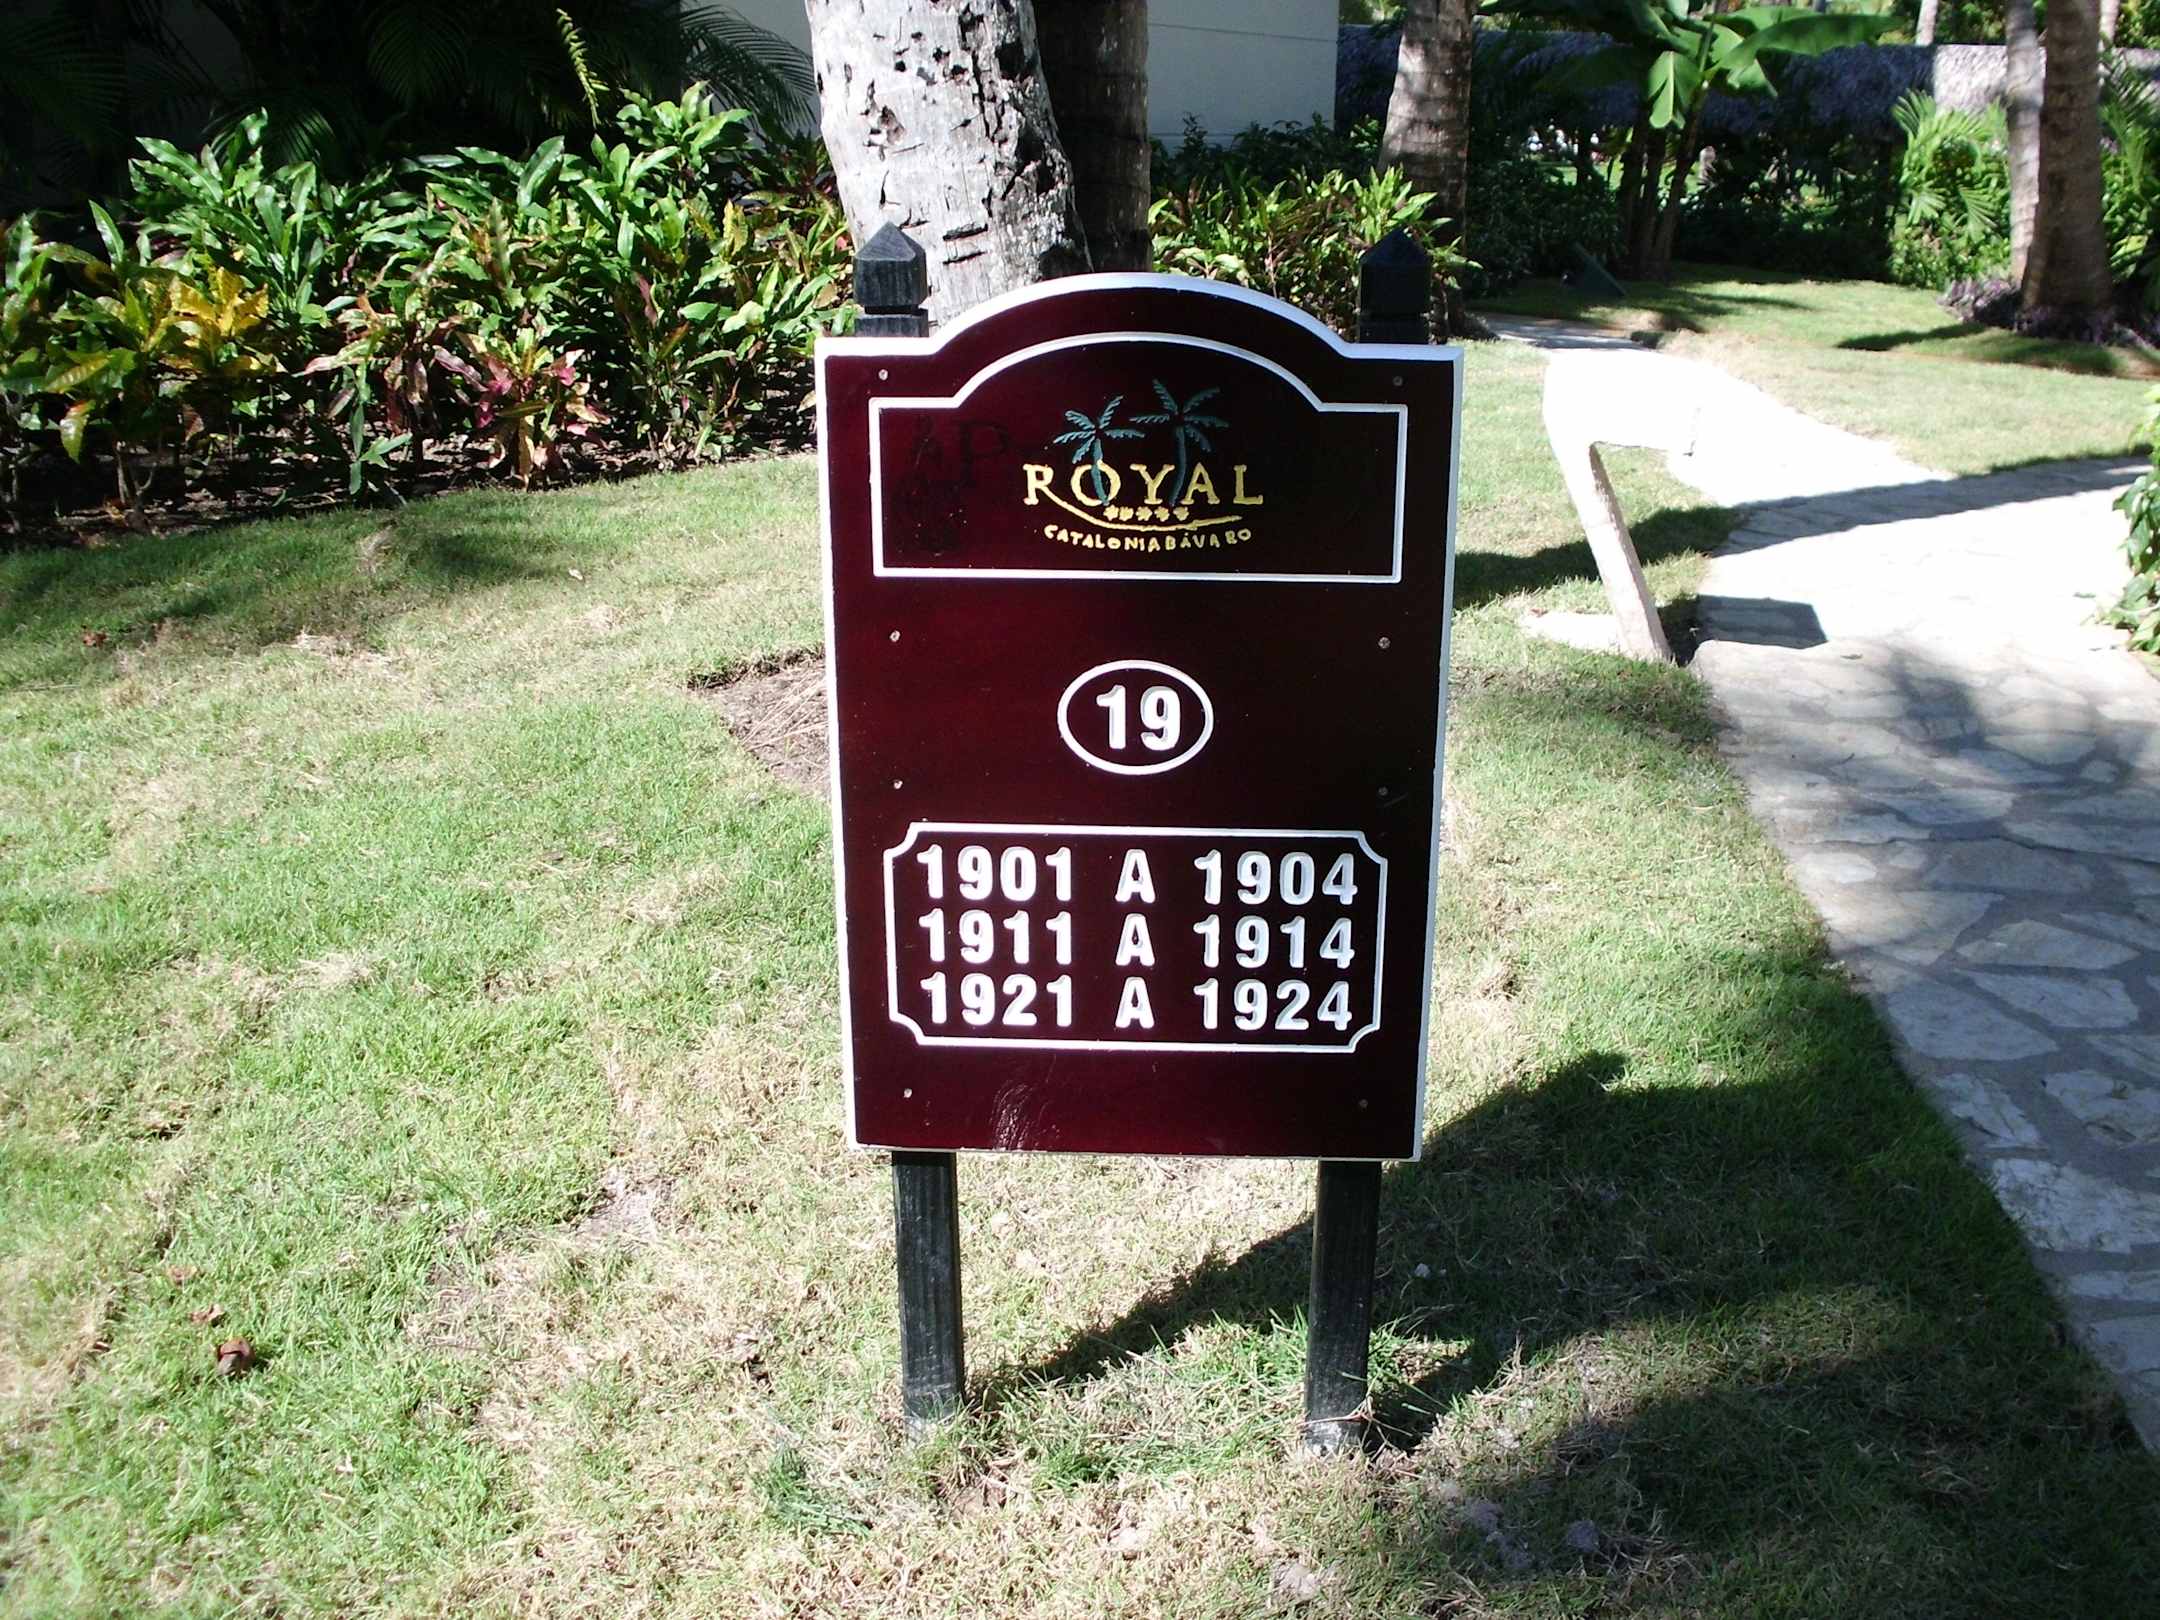 ROYAL
CATALONIA BÁVARO
19
1901 A 1904
1911 A 1914
1921 A 1924